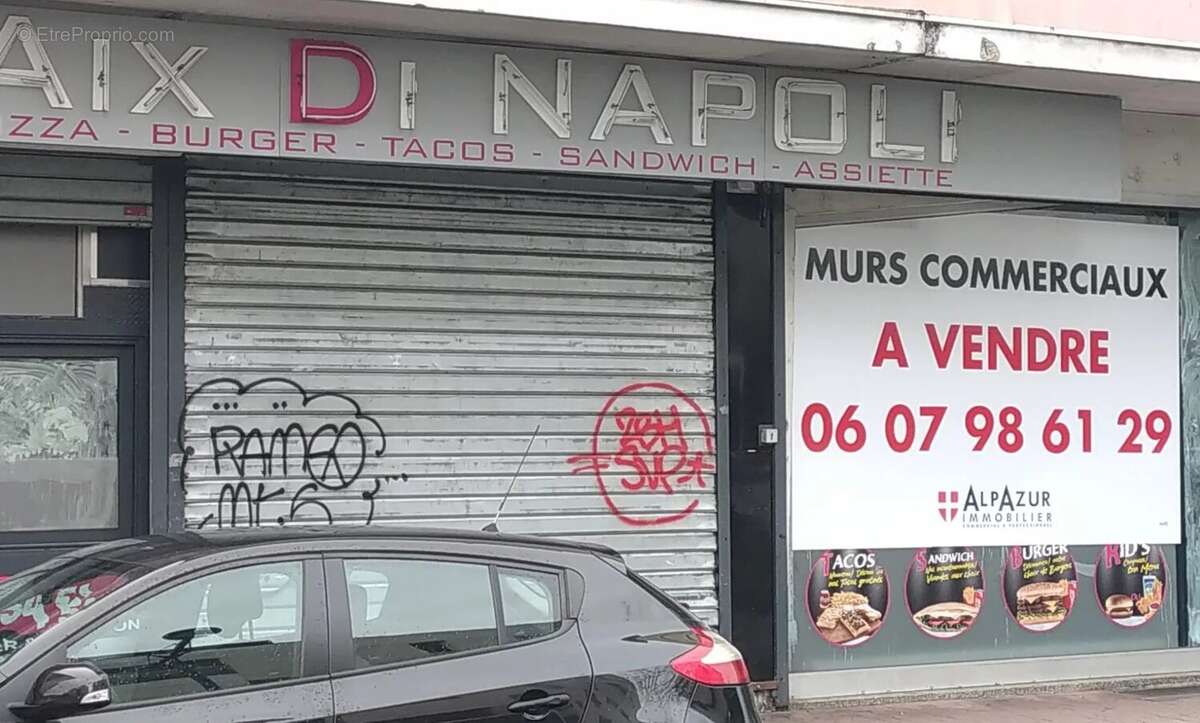 © EtreProprio.com
AIX DI NAPOLI
IZZA - BURGER - TACOS - SANDWICH - ASSIETTE
MURS COMMERCIAUX
A VENDRE
06 07 98 61 29
ALPAZUR
IMMOBILIER
TACOS
SANDWICH
BURGER
KID'S